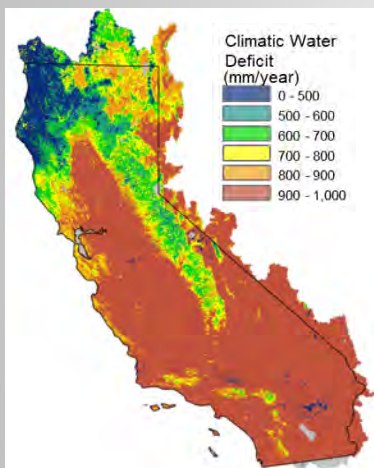 Climatic Water
Deficit
(mm/year)
0 - 500
500 - 600
600 - 700
700 - 800
800 - 900
900 - 1,000